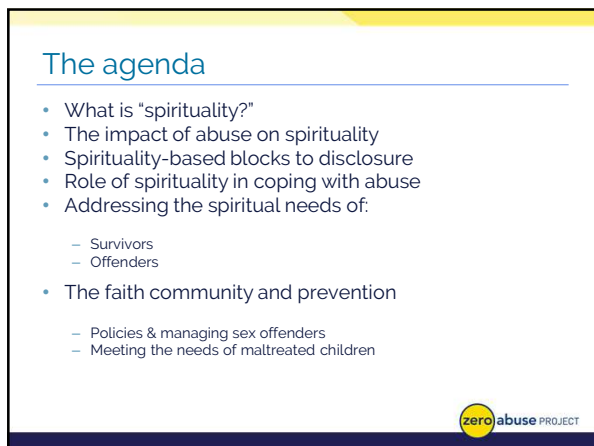 The agenda
• What is “spirituality?”
• The impact of abuse on spirituality
• Spirituality-based blocks to disclosure
• Role of spirituality in coping with abuse
• Addressing the spiritual needs of:
– Survivors
– Offenders
• The faith community and prevention
– Policies & managing sex offenders
– Meeting the needs of maltreated children
zero abuse PROJECT